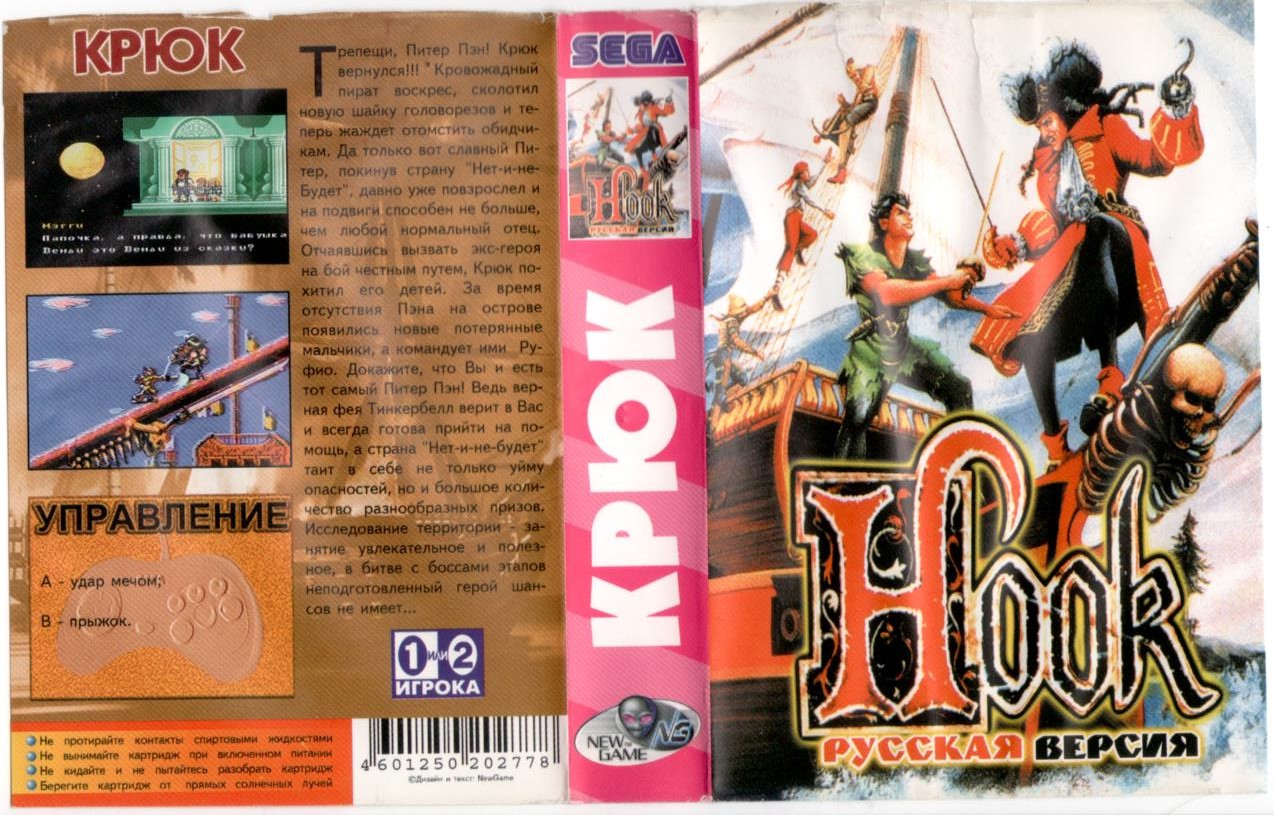 КРЮК
Мэгги
Папочка, а правда, что бабушка
Венди это Венди из сказки?
УПРАВЛЕНИЕ
А - удар мечом;
В - прыжок.
Трепещи, Питер Пэн! Крюк
вернулся!!! " Кровожадный
пират воскрес, сколотил
новую шайку головорезов и те-
перь жаждет отомстить обидчи-
кам. Да только вот славный Пи-
тер, покинув страну "Нет-и-не-
Будет", давно уже повзрослел и
на подвиги способен не больше,
чем любой нормальный отец.
Отчаявшись вызвать экс-героя
на бой честным путем, Крюк по-
хитил его детей. За время
отсутствия Пэна на острове
появились новые потерянные
мальчики, а командует ими Ру-
фио. Докажите, что Вы и есть
тот самый Питер Пэн! Ведь вер-
ная фея Тинкербелл верит в Вас
и всегда готова прийти на по-
мощь, а страна "Нет-и-не-будет"
таит в себе не только уйму
опасностей, но и большое коли-
чество разнообразных призов.
Исследование территории - за-
нятие увлекательное и полез-
ное, в битве с боссами этапов
неподготовленный герой шан-
сов не имеет...
1 или 2
ИГРОКА
Не протирайте контакты спиртовыми жидкостями
Не вынимайте картридж при включенном питании
Не кидайте и не пытайтесь разобрать картридж
Берегите картридж от прямых солнечных лучей
4 601250 202778
©Дизайн и текст: NewGame
SEGA
Hook
РУССКАЯ ВЕРСИЯ
КРЮК
NEW GAME
NG
Hook
РУССКАЯ ВЕРСИЯ